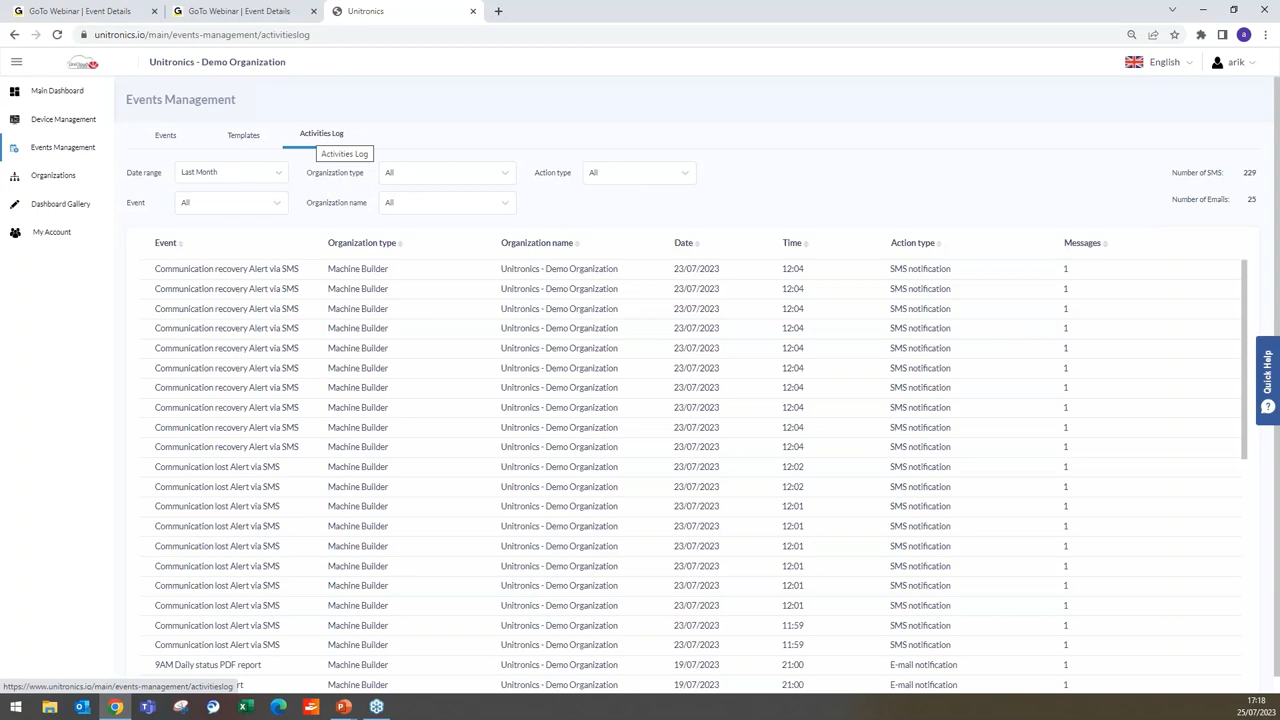 GoTo Webinar | Event Details
GoTo Webinar | Event Details
Unitronics
unitronics.io/main/events-management/activitieslog
a
Unitronics - Demo Organization
English
arik
Main Dashboard
Device Management
Events Management
Organizations
Dashboard Gallery
My Account
Events Management
Events Templates Activities Log
Activities Log
Date range Last Month Organization type All Action type All Number of SMS: 229
Event All Organization name All Number of Emails: 25
Event Organization type Organization name Date Time Action type Messages
Communication recovery Alert via SMS Machine Builder Unitronics - Demo Organization 23/07/2023 12:04 SMS notification 1
Communication recovery Alert via SMS Machine Builder Unitronics - Demo Organization 23/07/2023 12:04 SMS notification 1
Communication recovery Alert via SMS Machine Builder Unitronics - Demo Organization 23/07/2023 12:04 SMS notification 1
Communication recovery Alert via SMS Machine Builder Unitronics - Demo Organization 23/07/2023 12:04 SMS notification 1
Communication recovery Alert via SMS Machine Builder Unitronics - Demo Organization 23/07/2023 12:04 SMS notification 1
Communication recovery Alert via SMS Machine Builder Unitronics - Demo Organization 23/07/2023 12:04 SMS notification 1
Communication recovery Alert via SMS Machine Builder Unitronics - Demo Organization 23/07/2023 12:04 SMS notification 1
Communication recovery Alert via SMS Machine Builder Unitronics - Demo Organization 23/07/2023 12:04 SMS notification 1
Communication recovery Alert via SMS Machine Builder Unitronics - Demo Organization 23/07/2023 12:04 SMS notification 1
Communication recovery Alert via SMS Machine Builder Unitronics - Demo Organization 23/07/2023 12:04 SMS notification 1
Communication lost Alert via SMS Machine Builder Unitronics - Demo Organization 23/07/2023 12:02 SMS notification 1
Communication lost Alert via SMS Machine Builder Unitronics - Demo Organization 23/07/2023 12:02 SMS notification 1
Communication lost Alert via SMS Machine Builder Unitronics - Demo Organization 23/07/2023 12:01 SMS notification 1
Communication lost Alert via SMS Machine Builder Unitronics - Demo Organization 23/07/2023 12:01 SMS notification 1
Communication lost Alert via SMS Machine Builder Unitronics - Demo Organization 23/07/2023 12:01 SMS notification 1
Communication lost Alert via SMS Machine Builder Unitronics - Demo Organization 23/07/2023 12:01 SMS notification 1
Communication lost Alert via SMS Machine Builder Unitronics - Demo Organization 23/07/2023 12:01 SMS notification 1
Communication lost Alert via SMS Machine Builder Unitronics - Demo Organization 23/07/2023 12:01 SMS notification 1
Communication lost Alert via SMS Machine Builder Unitronics - Demo Organization 23/07/2023 11:59 SMS notification 1
Communication lost Alert via SMS Machine Builder Unitronics - Demo Organization 23/07/2023 11:59 SMS notification 1
9AM Daily status PDF report Machine Builder Unitronics - Demo Organization 19/07/2023 21:00 E-mail notification 1
Machine Builder Unitronics - Demo Organization 19/07/2023 21:00 E-mail notification 1
https://www.unitronics.io/main/events-management/activitieslog
Quick Help
17:18
25/07/2023